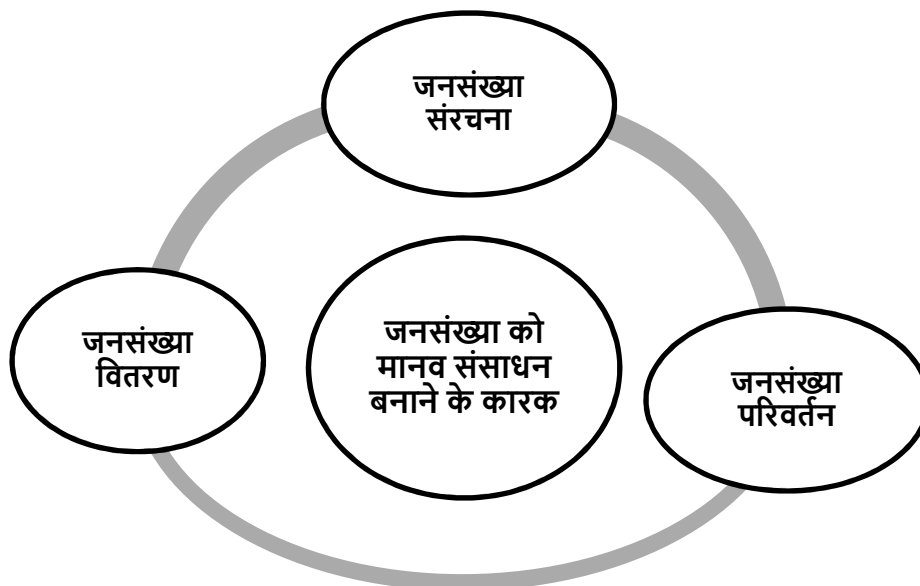 जनसंख्या
संरचना
जनसंख्या
वितरण
जनसंख्या को
मानव संसाधन
बनाने के कारक
जनसंख्या
परिवर्तन